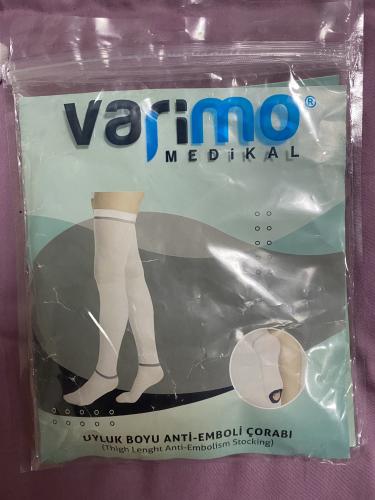 varimo®
MEDİKAL
UYLUK BOYU ANTİ-EMBOLİ ÇORABI
(Thigh Lenght Anti-Embolism Stocking)